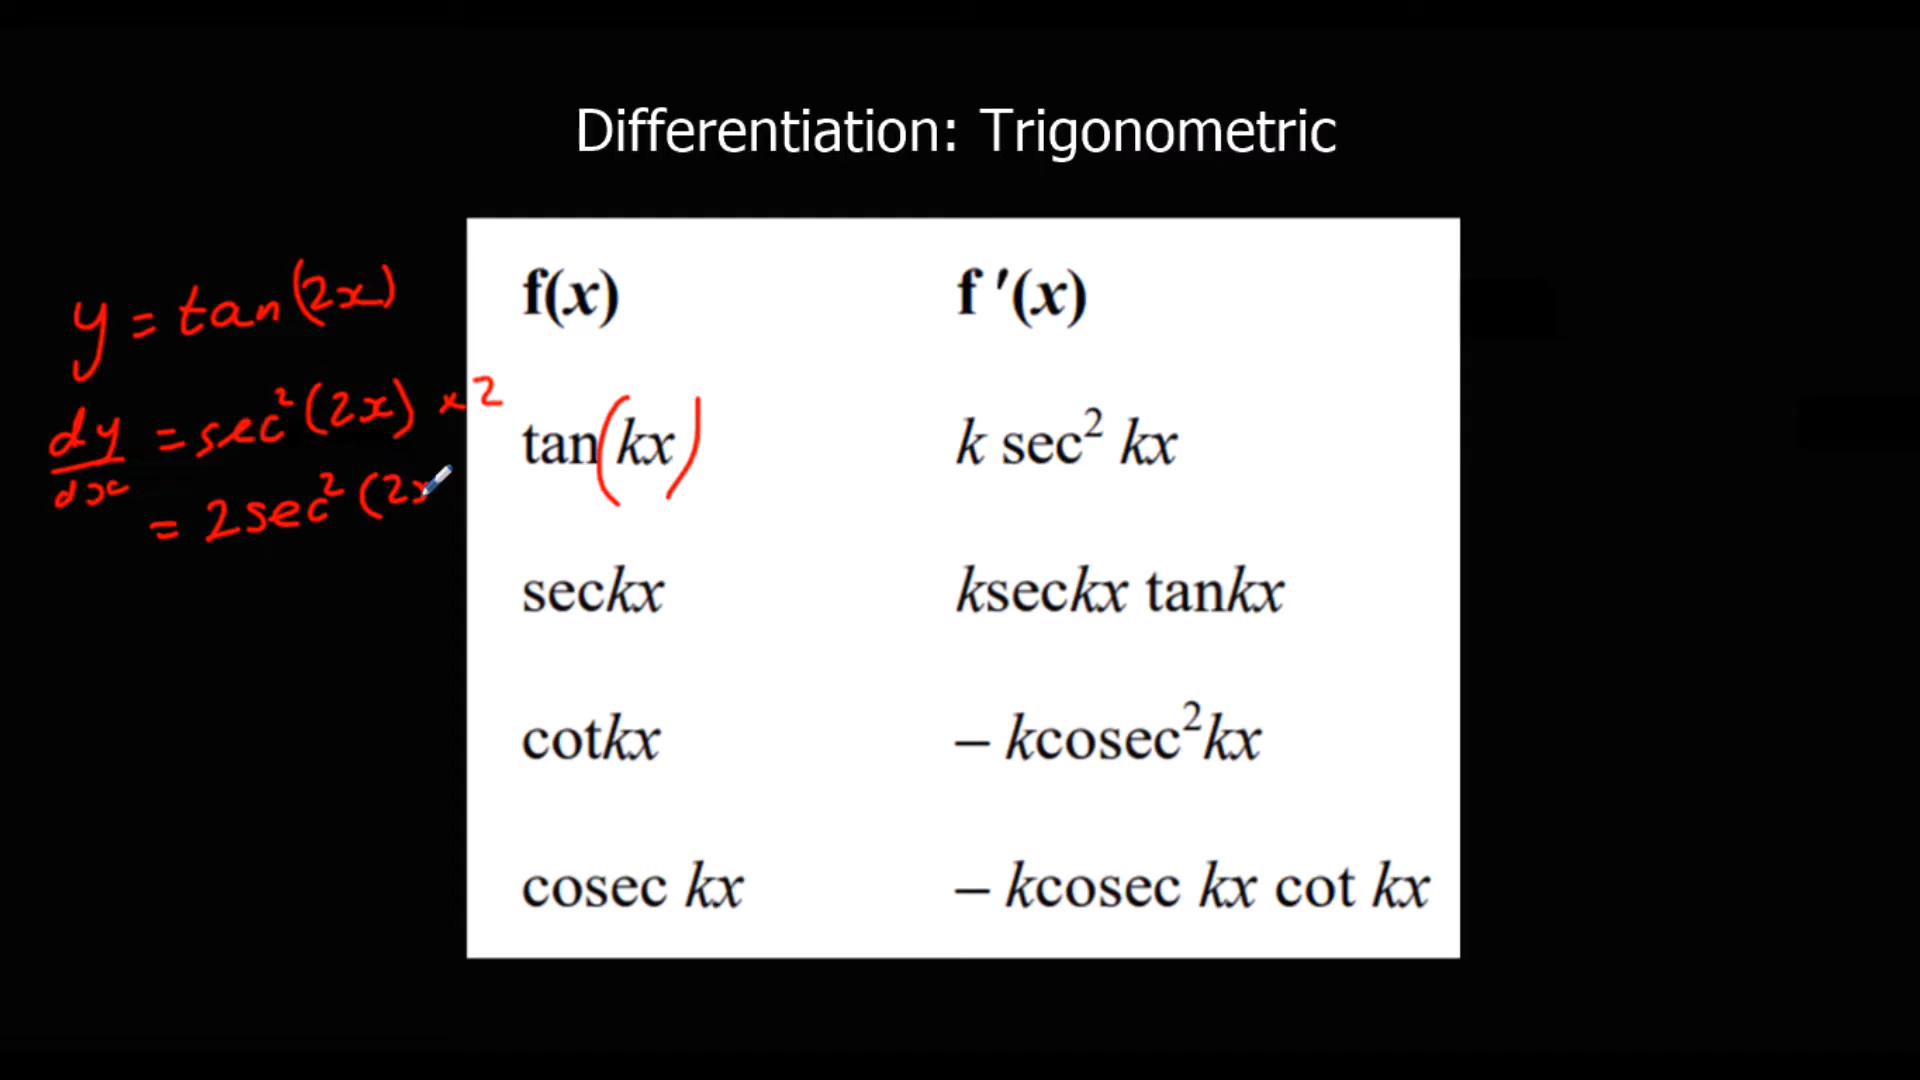 Differentiation: Trigonometric
y = tan(2x)
dy/dx = sec²(2x) × 2
= 2sec²(2x
f(x) f ′(x)
tan(kx) k sec² kx
seckx kseckx tankx
cotkx – kcosec²kx
cosec kx – kcosec kx cot kx